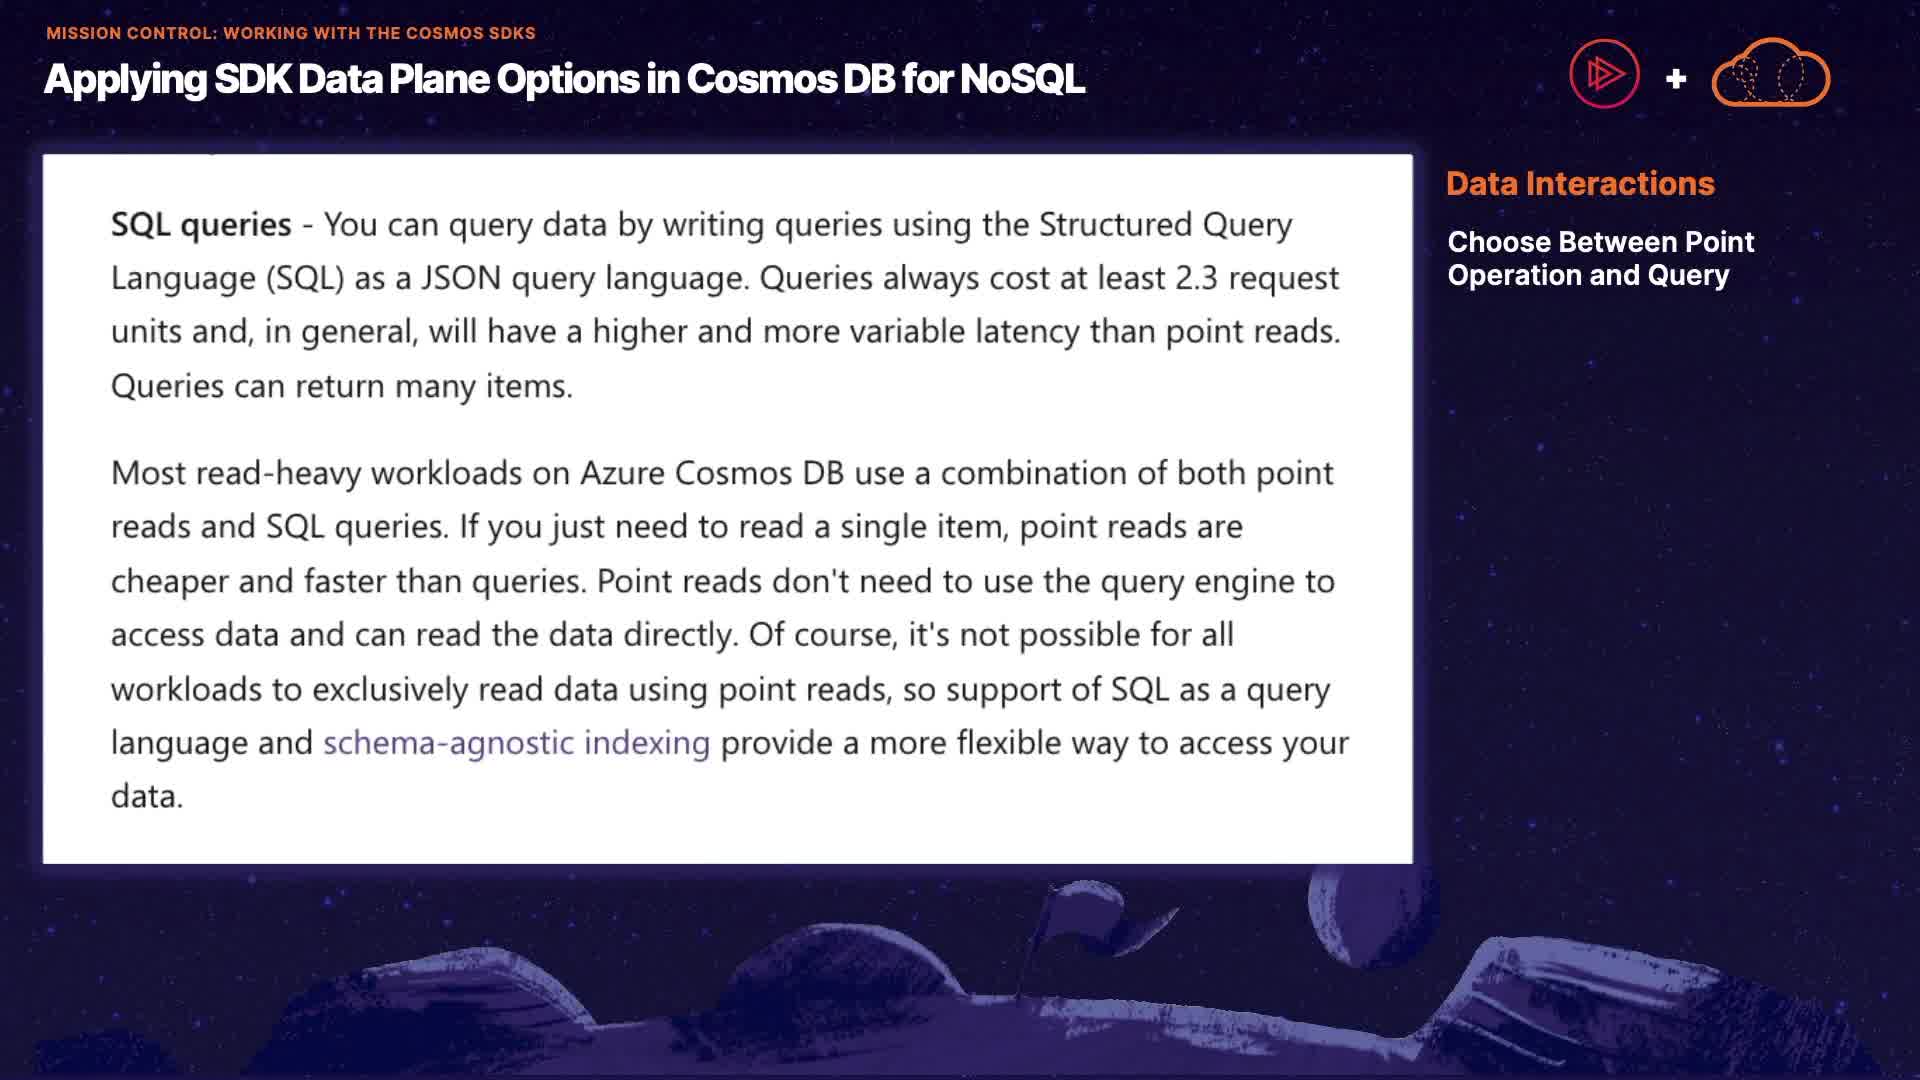 MISSION CONTROL: WORKING WITH THE COSMOS SDKS
Applying SDK Data Plane Options in Cosmos DB for NoSQL
+
SQL queries - You can query data by writing queries using the Structured Query
Language (SQL) as a JSON query language. Queries always cost at least 2.3 request
units and, in general, will have a higher and more variable latency than point reads.
Queries can return many items.
Most read-heavy workloads on Azure Cosmos DB use a combination of both point
reads and SQL queries. If you just need to read a single item, point reads are
cheaper and faster than queries. Point reads don't need to use the query engine to
access data and can read the data directly. Of course, it's not possible for all
workloads to exclusively read data using point reads, so support of SQL as a query
language and schema-agnostic indexing provide a more flexible way to access your
data.
Data Interactions
Choose Between Point
Operation and Query